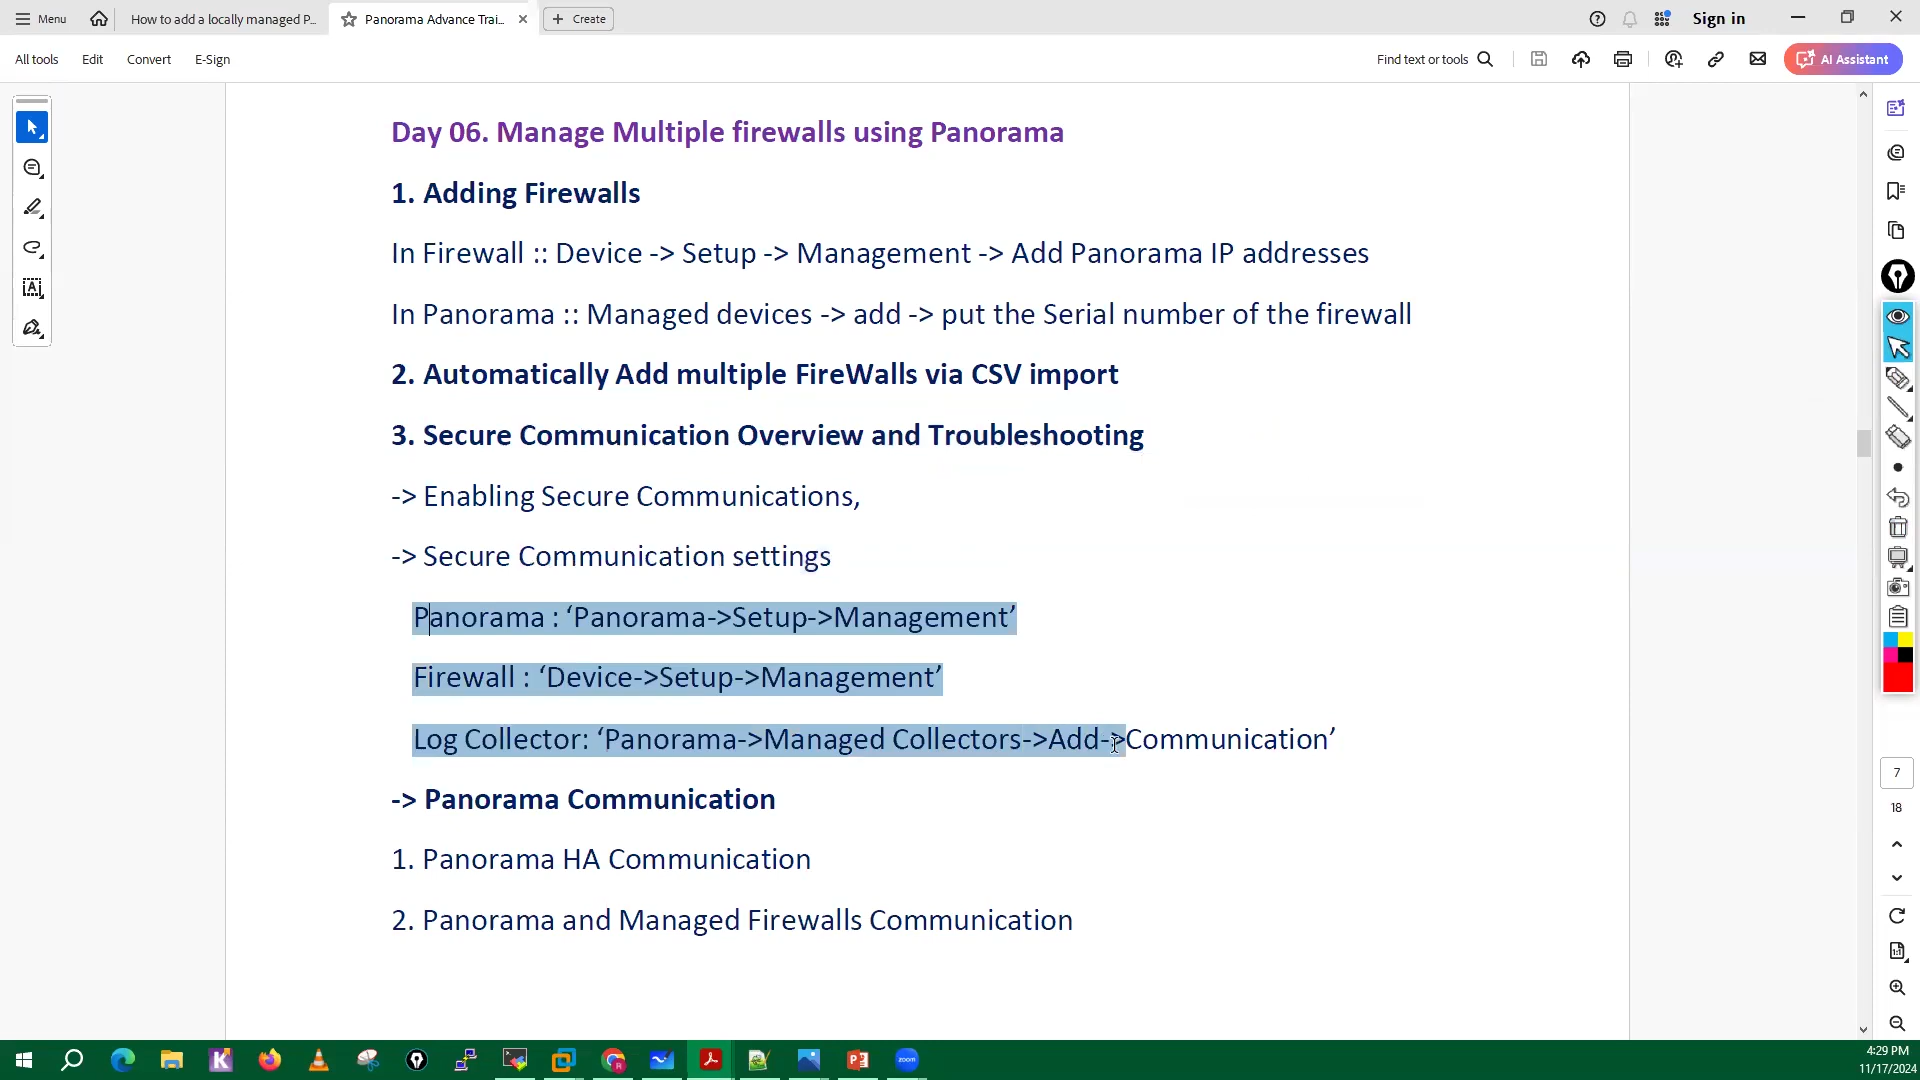 Menu
How to add a locally managed P...
Panorama Advance Trai...
Create
Sign in
All tools
Edit
Convert
E-Sign
Find text or tools
AI Assistant
Day 06. Manage Multiple firewalls using Panorama
1. Adding Firewalls
In Firewall :: Device -> Setup -> Management -> Add Panorama IP addresses
In Panorama :: Managed devices -> add -> put the Serial number of the firewall
2. Automatically Add multiple FireWalls via CSV import
3. Secure Communication Overview and Troubleshooting
-> Enabling Secure Communications,
-> Secure Communication settings
Panorama : ‘Panorama->Setup->Management’
Firewall : ‘Device->Setup->Management’
Log Collector: ‘Panorama->Managed Collectors->Add->Communication’
-> Panorama Communication
1. Panorama HA Communication
2. Panorama and Managed Firewalls Communication
7
18
1:1
zoom
4:29 PM
11/17/2024